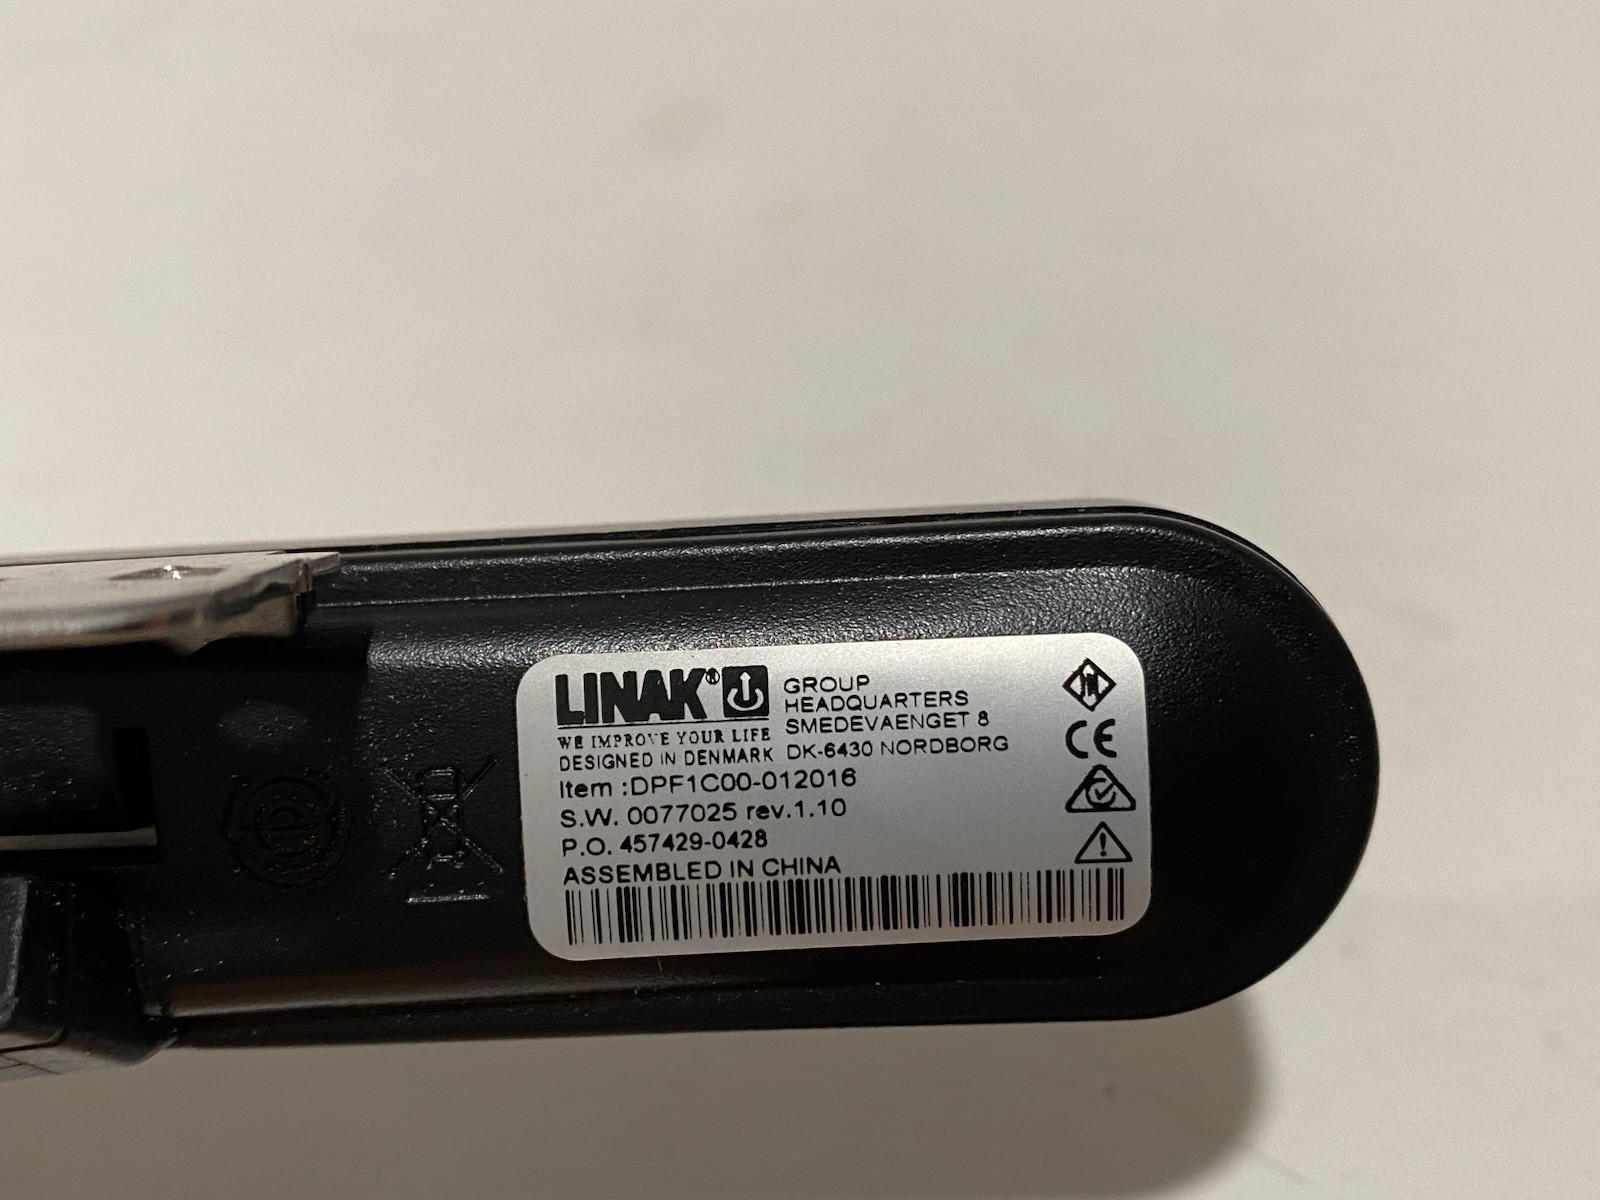 LINAK®
WE IMPROVE YOUR LIFE
DESIGNED IN DENMARK
GROUP
HEADQUARTERS
SMEDEVAENGET 8
DK-6430 NORDBORG
Item :DPF1C00-012016
S.W. 0077025 rev.1.10
P.O. 457429-0428
ASSEMBLED IN CHINA
CE